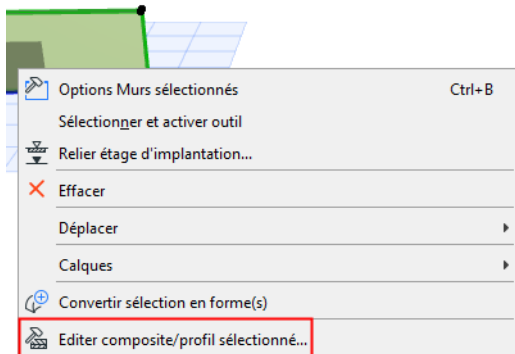 Options Murs sélectionnés Ctrl+B
Sélectionner et activer outil
Relier étage d'implantation...
Effacer
Déplacer
Calques
Convertir sélection en forme(s)
Editer composite/profil sélectionné...